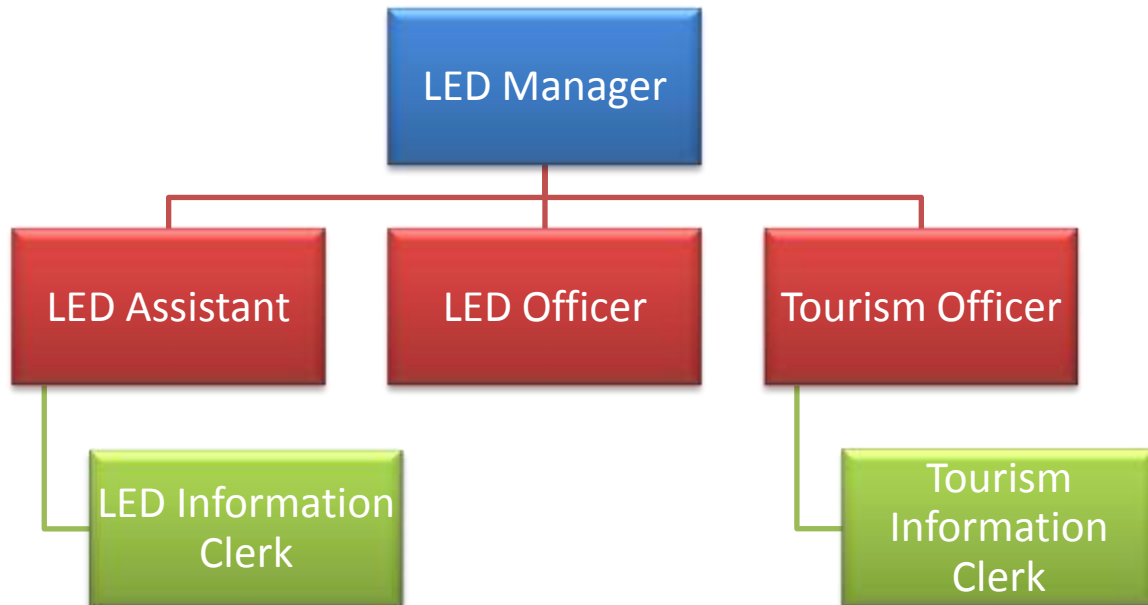 LED Manager
LED Assistant
LED Officer
Tourism Officer
LED Information
Clerk
Tourism
Information
Clerk